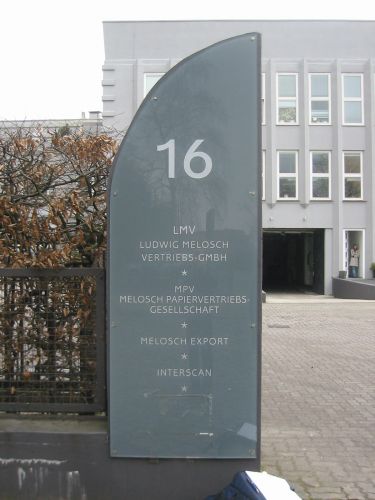 16
LMV
LUDWIG MELOSCH
VERTRIEBS-GMBH
*
MPV
MELOSCH PAPIERVERTRIEBS-
GESELLSCHAFT
*
MELOSCH EXPORT
*
INTERSCAN
*